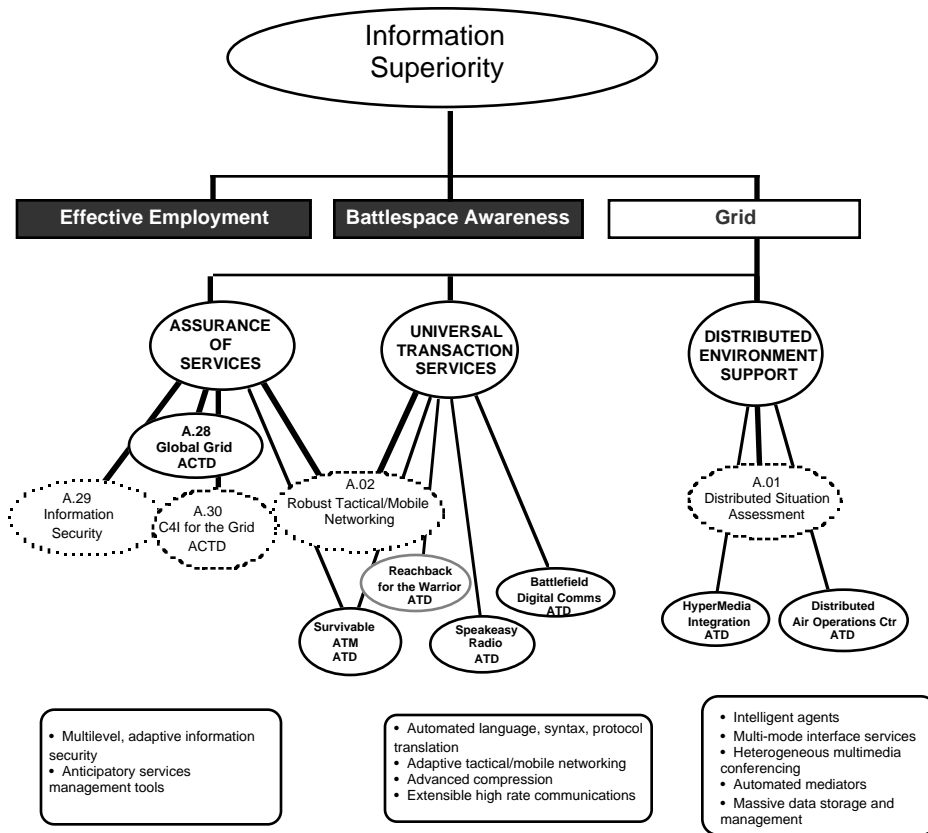 Information
Superiority
Effective Employment
Battlespace Awareness
Grid
ASSURANCE
OF
SERVICES
UNIVERSAL
TRANSACTION
SERVICES
DISTRIBUTED
ENVIRONMENT
SUPPORT
A.28
Global Grid
ACTD
A.29
Information
Security
A.30
C4I for the Grid
ACTD
A.02
Robust Tactical/Mobile
Networking
A.01
Distributed Situation
Assessment
Reachback
for the Warrior
ATD
Battlefield
Digital Comms
ATD
Survivable
ATM
ATD
Speakeasy
Radio
ATD
HyperMedia
Integration
ATD
Distributed
Air Operations Ctr
ATD
• Multilevel, adaptive information
security
• Anticipatory services
management tools
• Automated language, syntax, protocol
translation
• Adaptive tactical/mobile networking
• Advanced compression
• Extensible high rate communications
• Intelligent agents
• Multi-mode interface services
• Heterogeneous multimedia
conferencing
• Automated mediators
• Massive data storage and
management